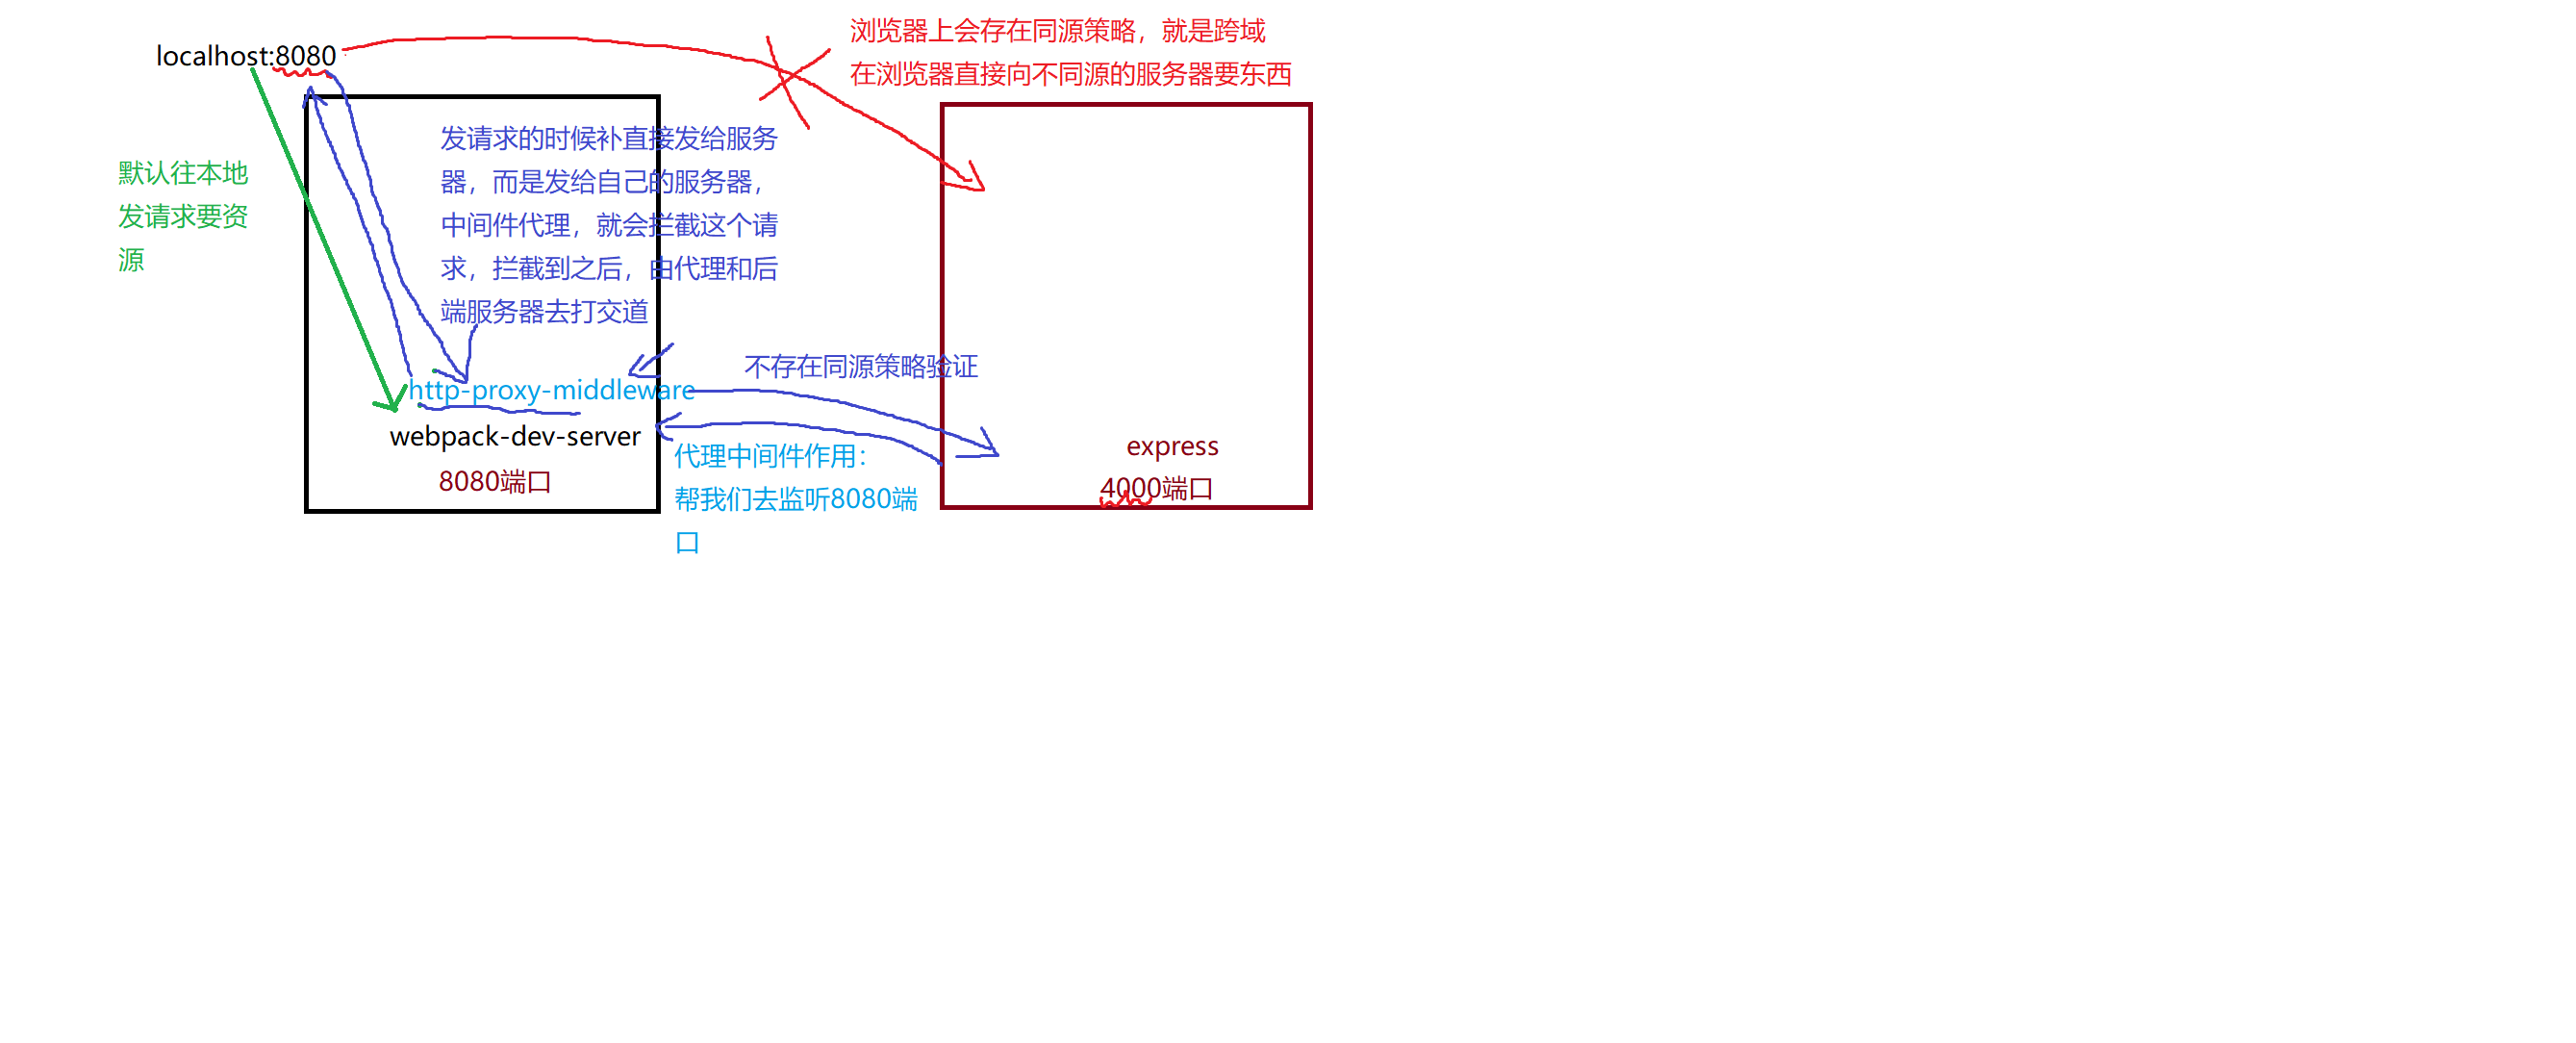 浏览器上会存在同源策略，就是跨域
在浏览器直接向不同源的服务器要东西
localhost:8080
发请求的时候补直接发给服务
器，而是发给自己的服务器，
中间件代理，就会拦截这个请
求，拦截到之后，由代理和后
端服务器去打交道
默认往本地
发请求要资
源
不存在同源策略验证
http-proxy-middleware
webpack-dev-server
8080端口
代理中间件作用：
帮我们去监听8080端
口
express
4000端口